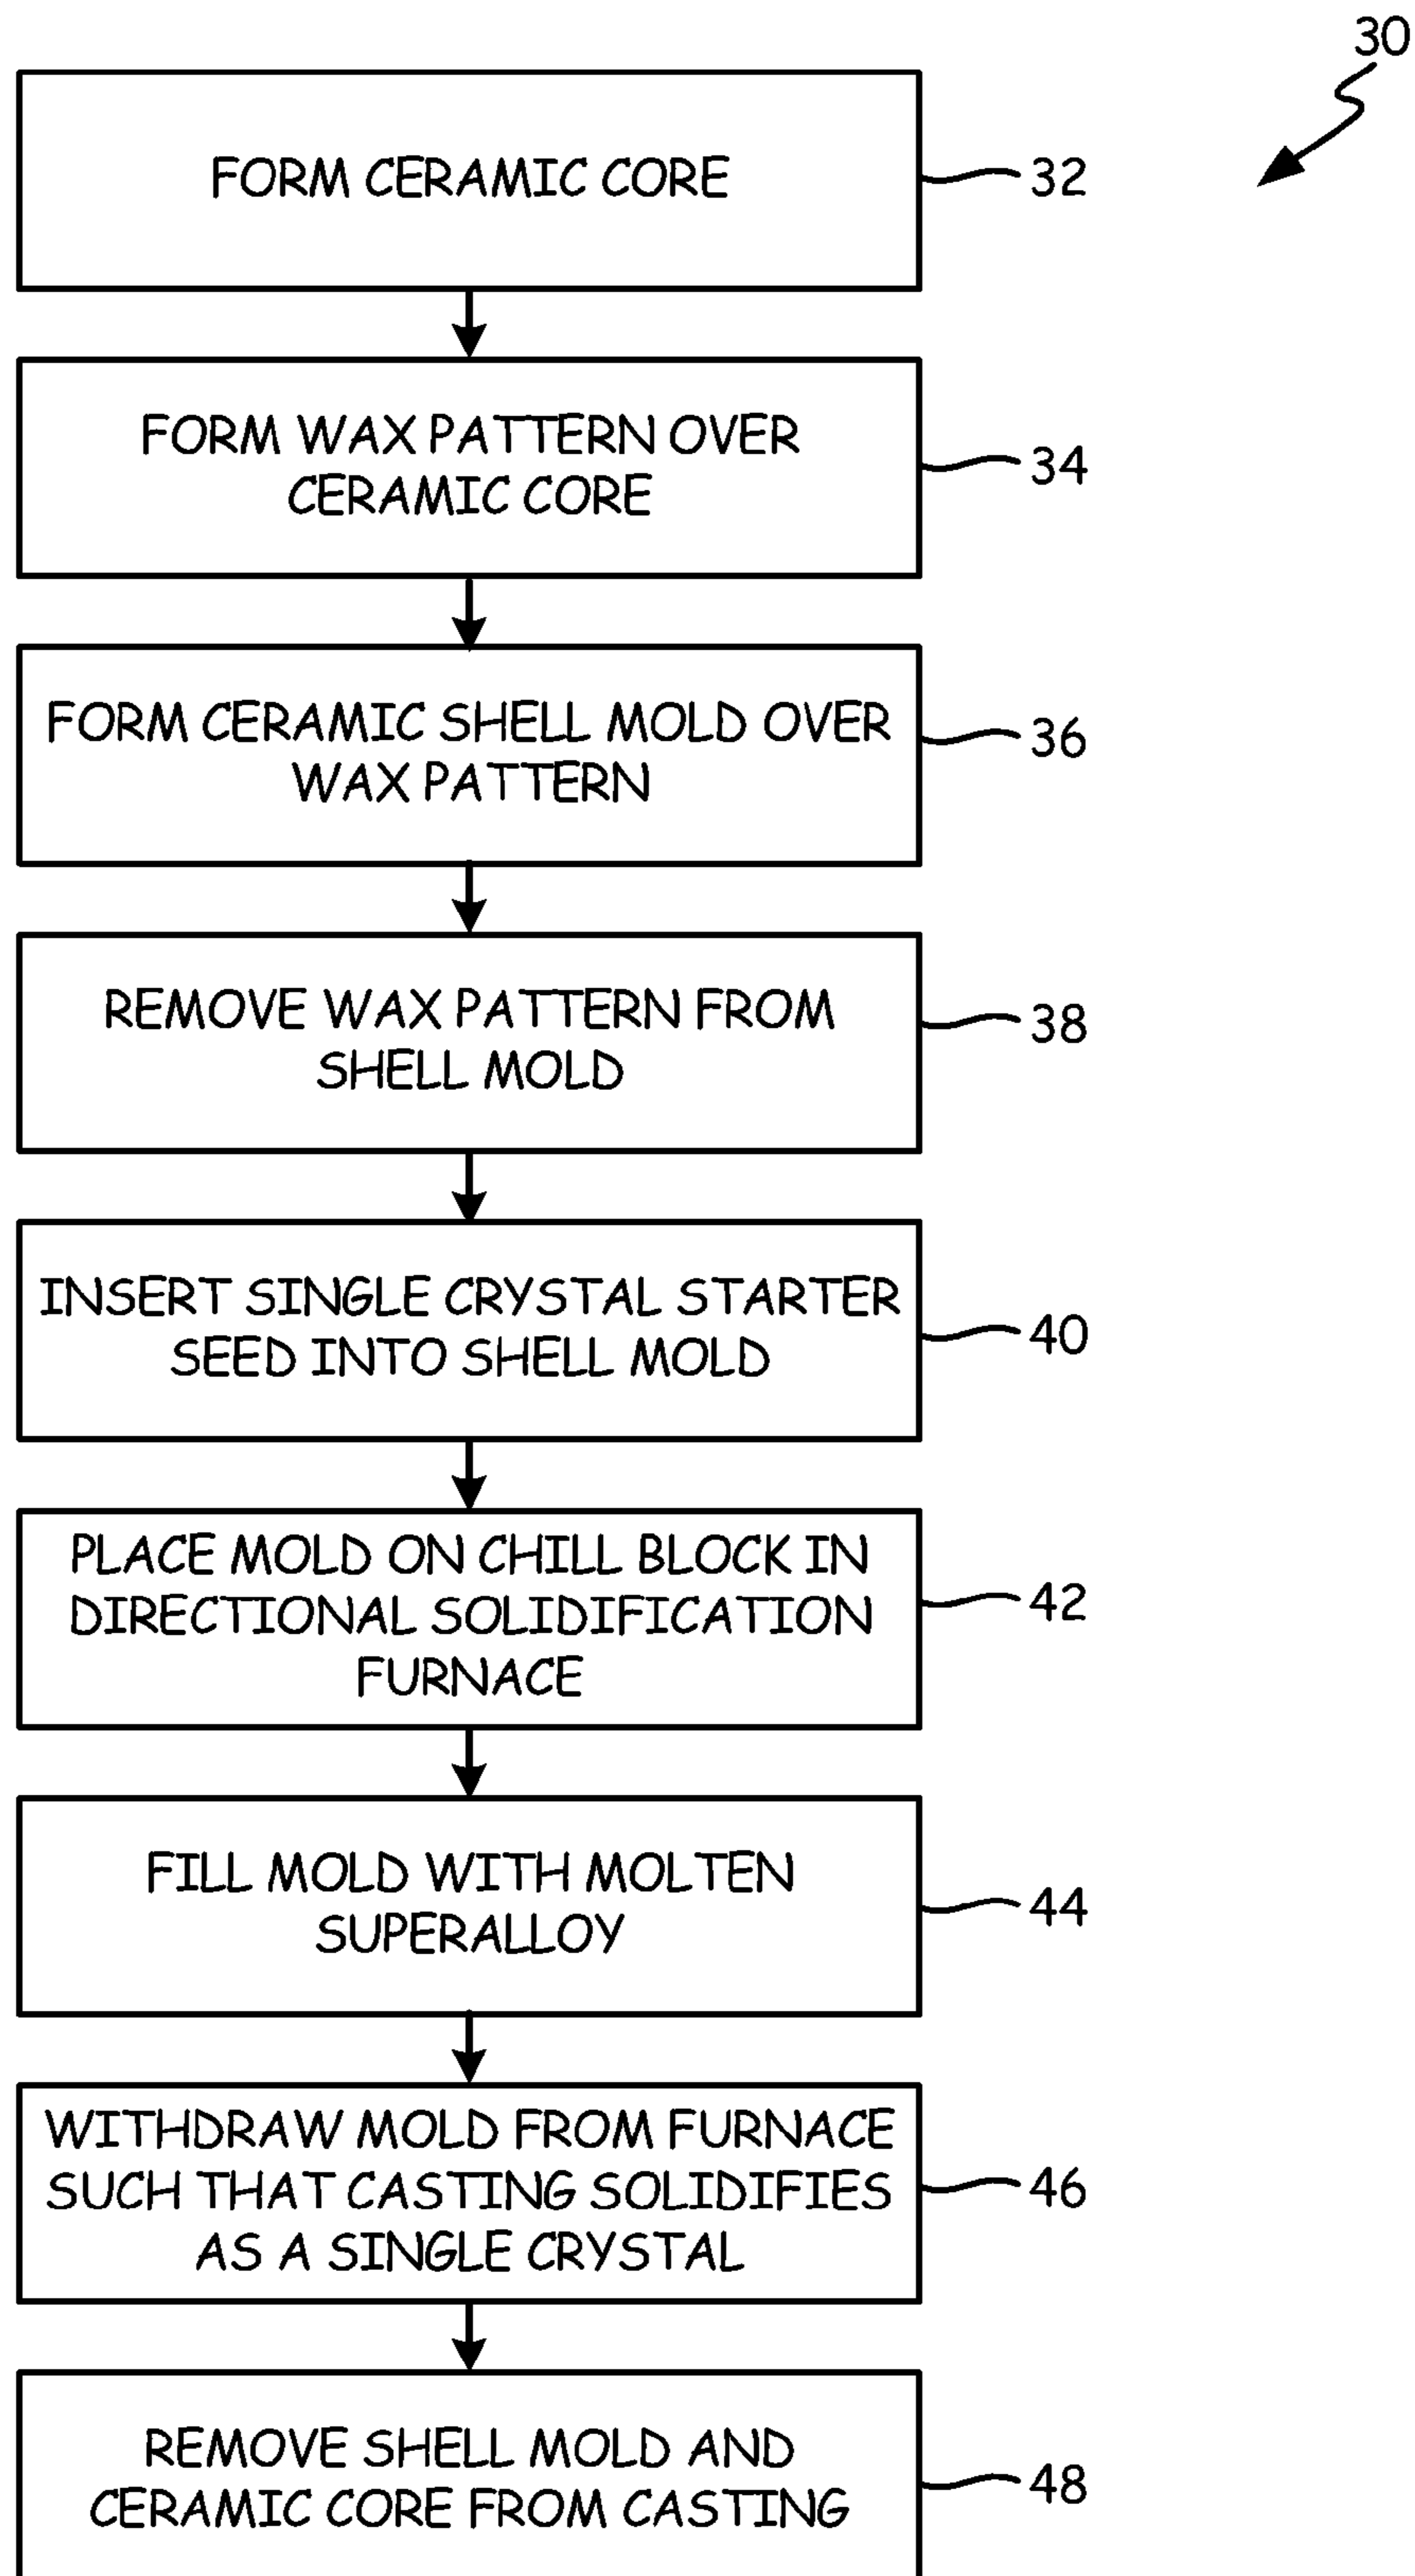 30
FORM CERAMIC CORE
32
FORM WAX PATTERN OVER
CERAMIC CORE
34
FORM CERAMIC SHELL MOLD OVER
WAX PATTERN
36
REMOVE WAX PATTERN FROM
SHELL MOLD
38
INSERT SINGLE CRYSTAL STARTER
SEED INTO SHELL MOLD
40
PLACE MOLD ON CHILL BLOCK IN
DIRECTIONAL SOLIDIFICATION
FURNACE
42
FILL MOLD WITH MOLTEN
SUPERALLOY
44
WITHDRAW MOLD FROM FURNACE
SUCH THAT CASTING SOLIDIFIES
AS A SINGLE CRYSTAL
46
REMOVE SHELL MOLD AND
CERAMIC CORE FROM CASTING
48